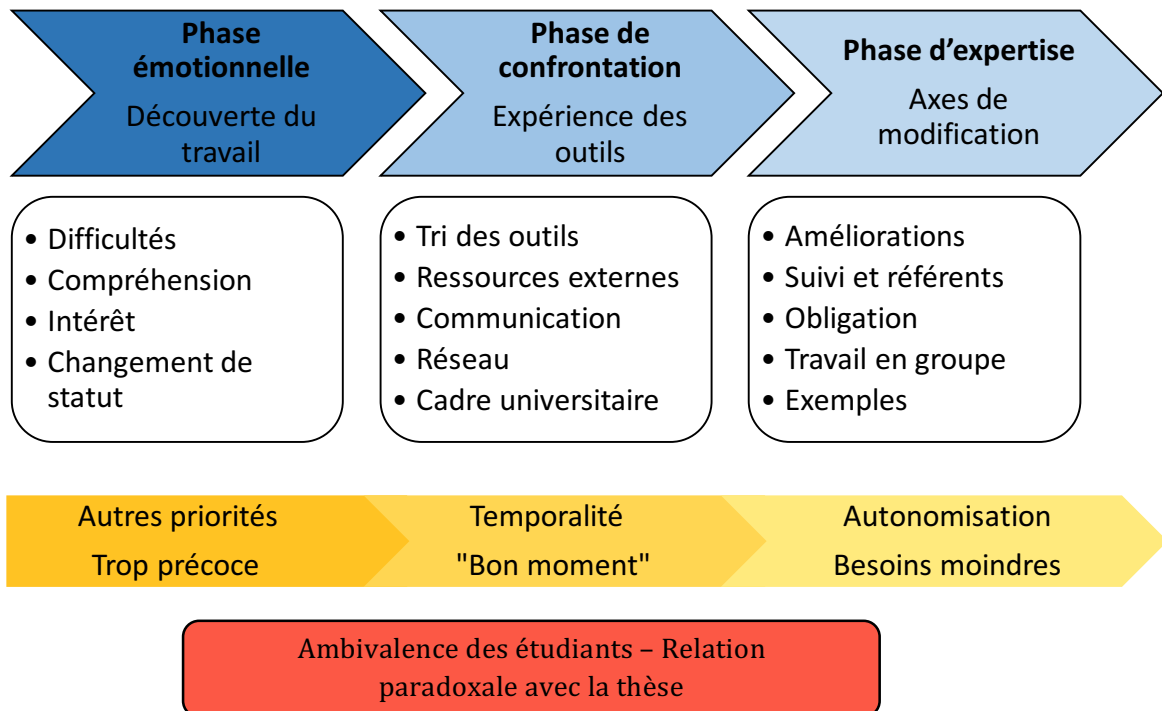 Phase
émotionnelle
Découverte du
travail
Phase de
confrontation
Expérience des
outils
Phase d'expertise
Axes de
modification
• Difficultés
• Compréhension
• Intérêt
• Changement de
statut
• Tri des outils
• Ressources externes
• Communication
• Réseau
• Cadre universitaire
• Améliorations
• Suivi et référents
• Obligation
• Travail en groupe
• Exemples
Autres priorités
Trop précoce
Temporalité
"Bon moment"
Autonomisation
Besoins moindres
Ambivalence des étudiants – Relation
paradoxale avec la thèse